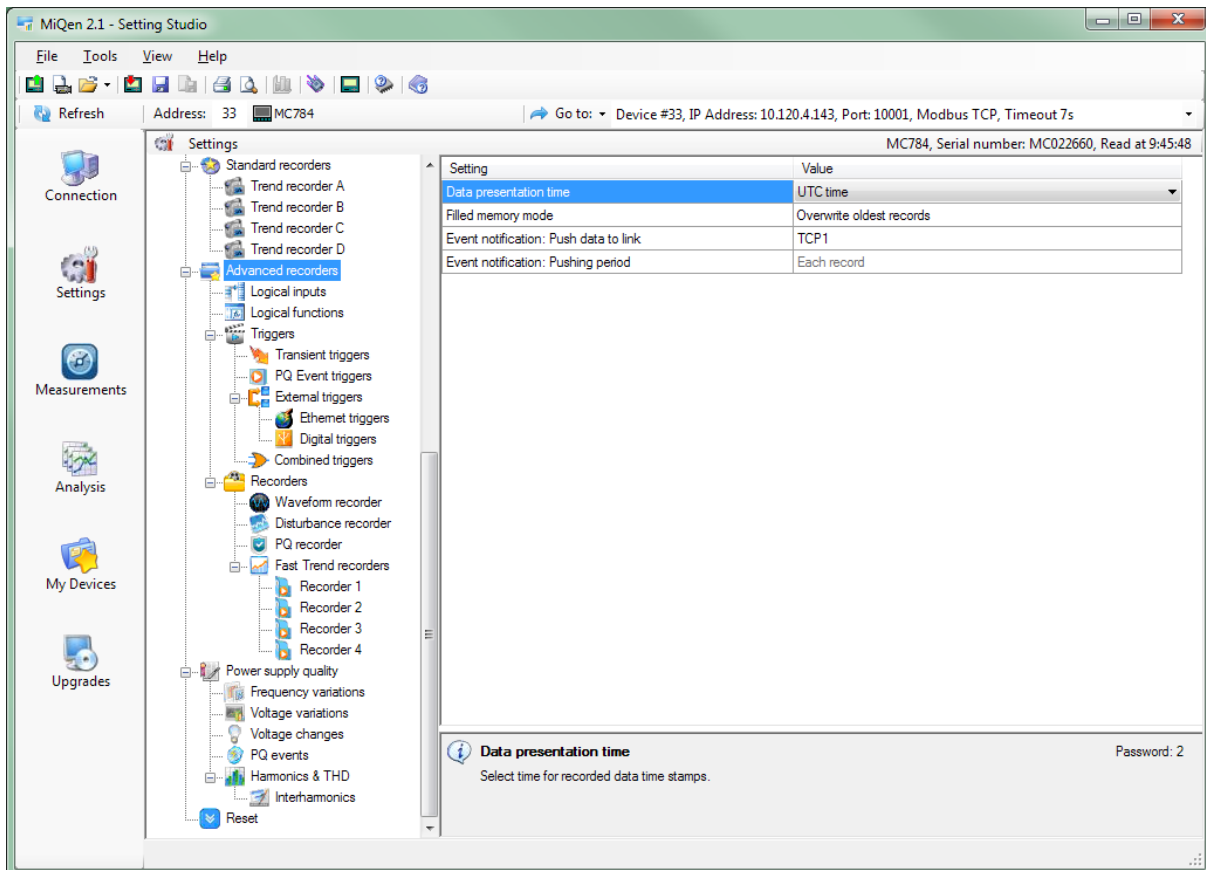 MiQen 2.1 - Setting Studio
File Tools View Help
Refresh Address: 33 MC784 Go to: Device #33, IP Address: 10.120.4.143, Port: 10001, Modbus TCP, Timeout 7s
Settings MC784, Serial number: MC022660, Read at 9:45:48
Connection
Settings
Measurements
Analysis
My Devices
Upgrades
Standard recorders
Trend recorder A
Trend recorder B
Trend recorder C
Trend recorder D
Advanced recorders
Logical inputs
Logical functions
Triggers
Transient triggers
PQ Event triggers
External triggers
Ethernet triggers
Digital triggers
Combined triggers
Recorders
Waveform recorder
Disturbance recorder
PQ recorder
Fast Trend recorders
Recorder 1
Recorder 2
Recorder 3
Recorder 4
Power supply quality
Frequency variations
Voltage variations
Voltage changes
PQ events
Harmonics & THD
Interharmonics
Reset
Setting Value
Data presentation time UTC time
Filled memory mode Overwrite oldest records
Event notification: Push data to link TCP1
Event notification: Pushing period Each record
Data presentation time Password: 2
Select time for recorded data time stamps.